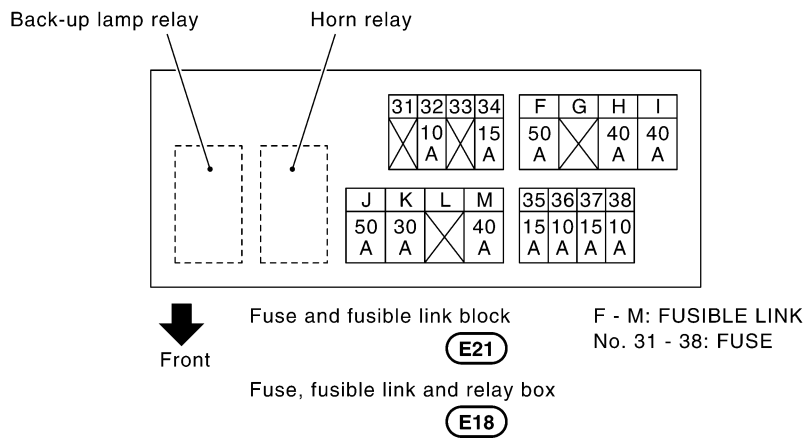 Back-up lamp relay Horn relay
31 32 33 34 F G H I
10 A 15 A 50 A 40 A 40 A
J K L M 35 36 37 38
50 A 30 A 40 A 15 A 10 A 15 A 10 A
Front
Fuse and fusible link block
E21
Fuse, fusible link and relay box
E18
F - M: FUSIBLE LINK
No. 31 - 38: FUSE